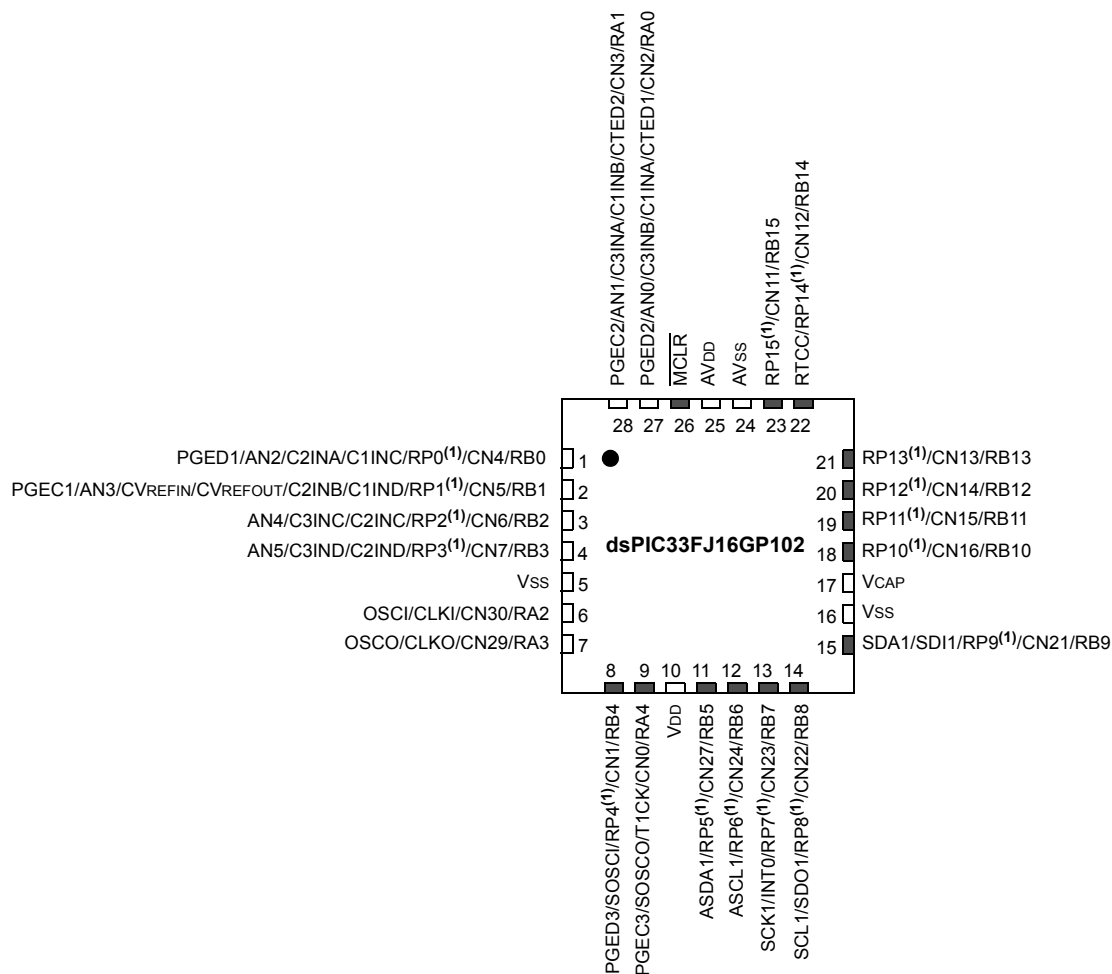 PGEC2/AN1/C3INA/C1INB/CTED2/CN3/RA1
PGED2/AN0/C3INB/C1INA/CTED1/CN2/RA0
MCLR
AVDD
AVSS
RP15(1)/CN11/RB15
RTCC/RP14(1)/CN12/RB14
28 27 26 25 24 23 22
PGED1/AN2/C2INA/C1INC/RP0(1)/CN4/RB0 1
21 RP13(1)/CN13/RB13
PGEC1/AN3/CVREFIN/CVREFOUT/C2INB/C1IND/RP1(1)/CN5/RB1 2
20 RP12(1)/CN14/RB12
AN4/C3INC/C2INC/RP2(1)/CN6/RB2 3
19 RP11(1)/CN15/RB11
AN5/C3IND/C2IND/RP3(1)/CN7/RB3 4
dsPIC33FJ16GP102
18 RP10(1)/CN16/RB10
VSS 5
17 VCAP
OSCI/CLKI/CN30/RA2 6
16 VSS
OSCO/CLKO/CN29/RA3 7
15 SDA1/SDI1/RP9(1)/CN21/RB9
8 9 10 11 12 13 14
PGED3/SOSCI/RP4(1)/CN1/RB4
PGEC3/SOSCO/T1CK/CN0/RA4
VDD
ASDA1/RP5(1)/CN27/RB5
ASCL1/RP6(1)/CN24/RB6
SCK1/INT0/RP7(1)/CN23/RB7
SCL1/SDO1/RP8(1)/CN22/RB8